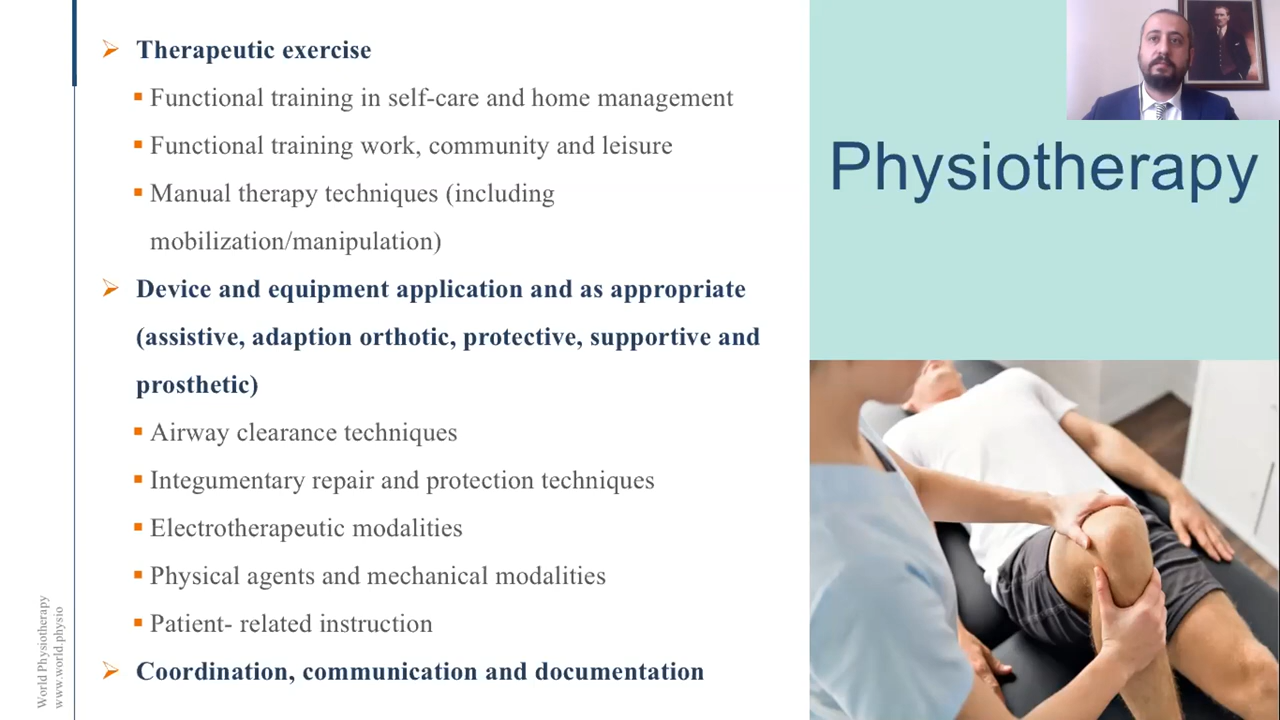 Therapeutic exercise
Functional training in self-care and home management
Functional training work, community and leisure
Manual therapy techniques (including
mobilization/manipulation)
Device and equipment application and as appropriate
(assistive, adaption orthotic, protective, supportive and
prosthetic)
Airway clearance techniques
Integumentary repair and protection techniques
Electrotherapeutic modalities
Physical agents and mechanical modalities
Patient- related instruction
Coordination, communication and documentation
Physiotherapy
World Physiotherapy
www.world.physio